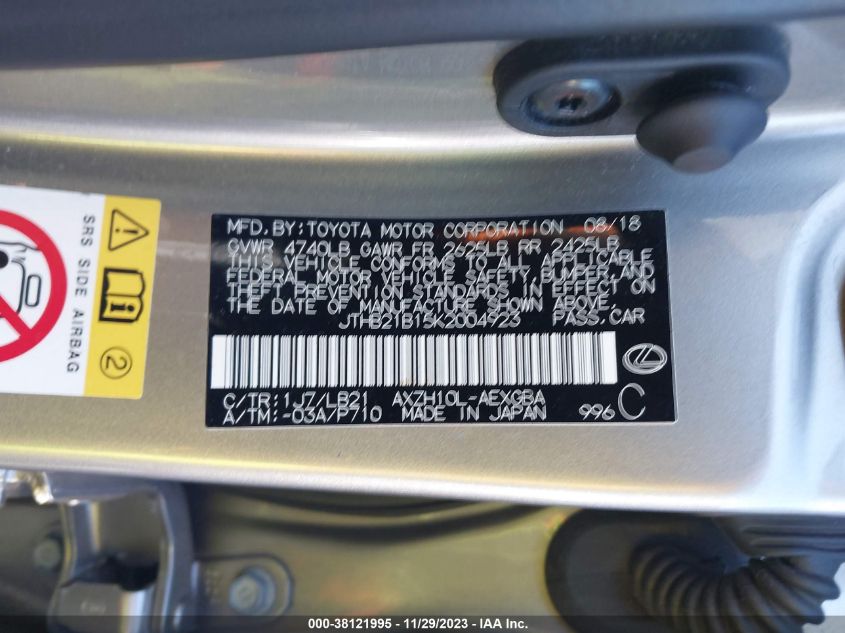 MFD. BY:TOYOTA MOTOR CORPORATION 08/18
GVWR 4740LB GAWR FR 2625LB RR 2425LB
THIS VEHICLE CONFORMS TO ALL APPLICABLE
FEDERAL MOTOR VEHICLE SAFETY, BUMPER,AND
THEFT PREVENTION STANDARDS IN EFFECT ON
THE DATE OF MANUFACTURE SHOWN ABOVE.
JTHB21B15K2004923 PASS.CAR
C/TR:1J7/LB21 AXZH10L-AEXGBA
A/TM:-03A/P710 MADE IN JAPAN 996 C
SRS SIDE AIRBAG
2
000-38121995 - 11/29/2023 - IAA Inc.